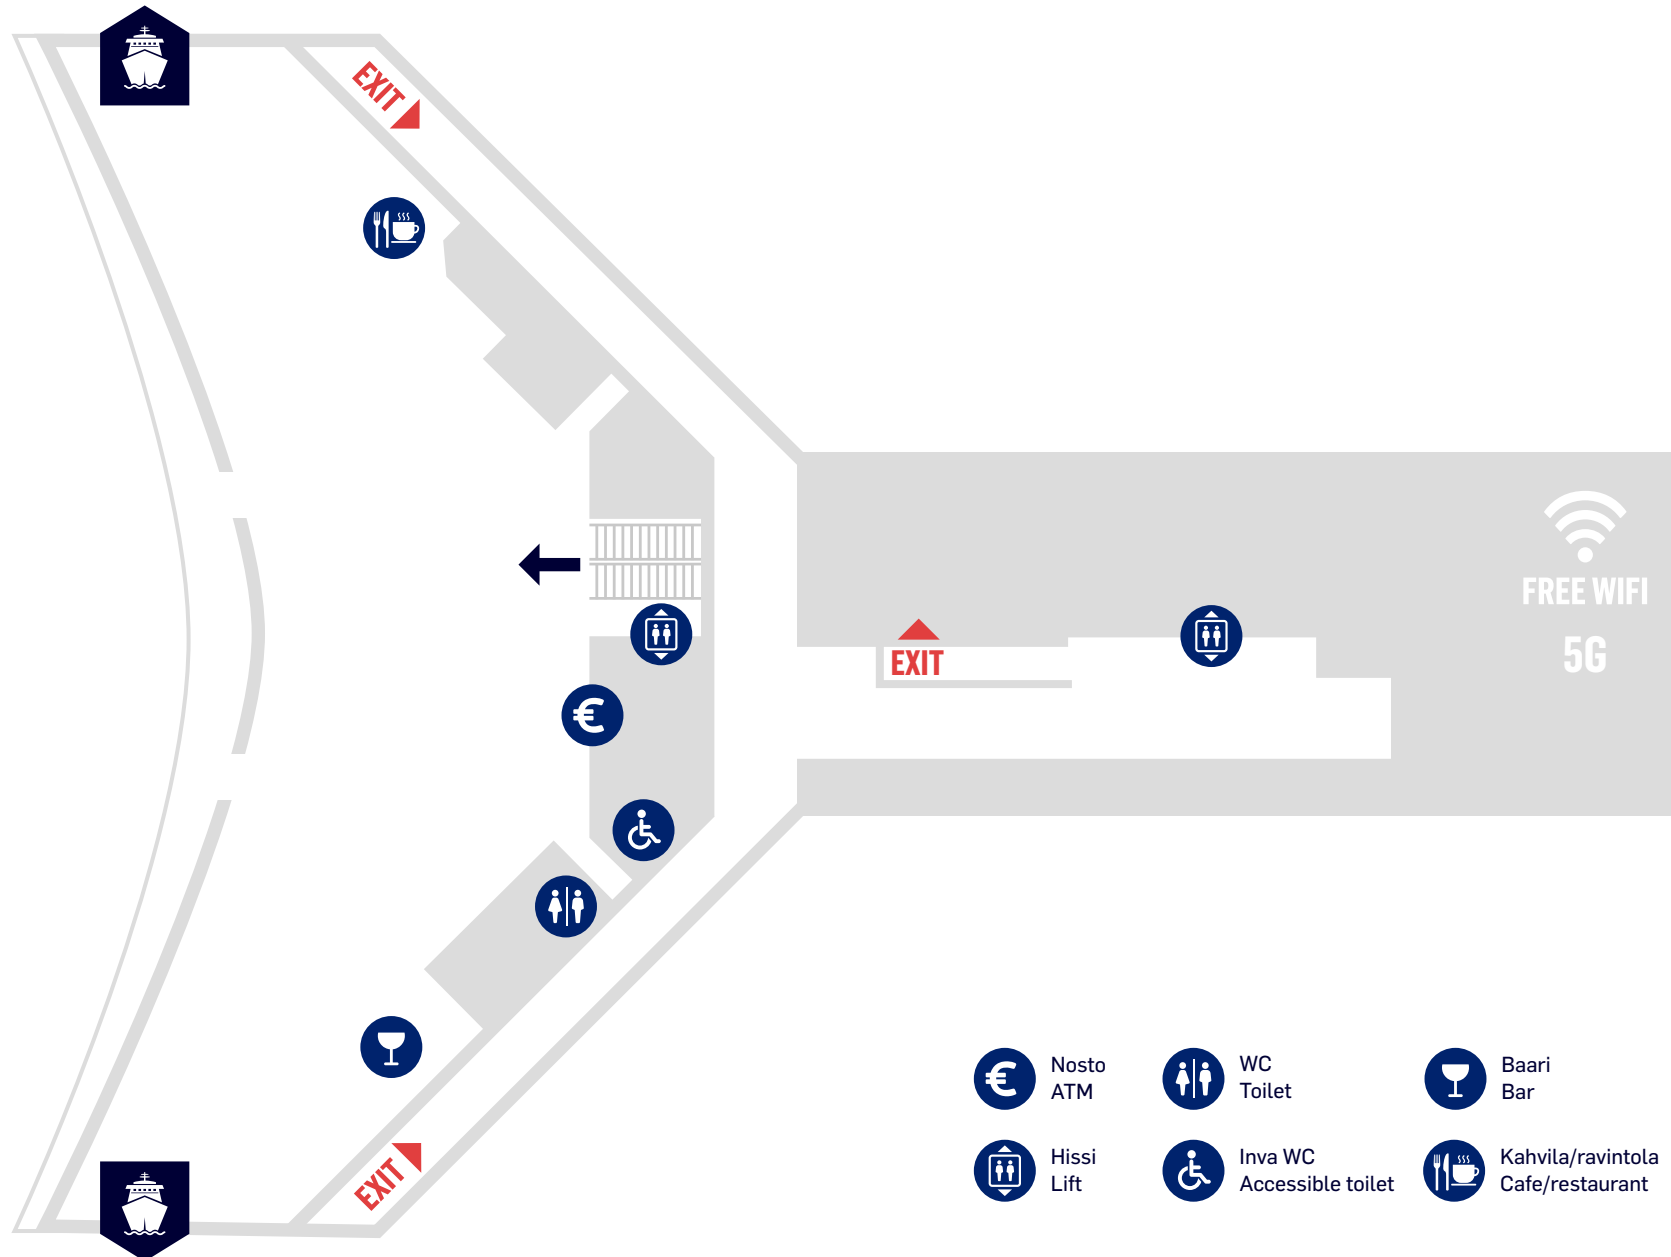 EXIT
FREE WIFI
5G
EXIT
EXIT
Nosto
ATM
WC
Toilet
Baari
Bar
Hissi
Lift
Inva WC
Accessible toilet
Kahvila/ravintola
Cafe/restaurant